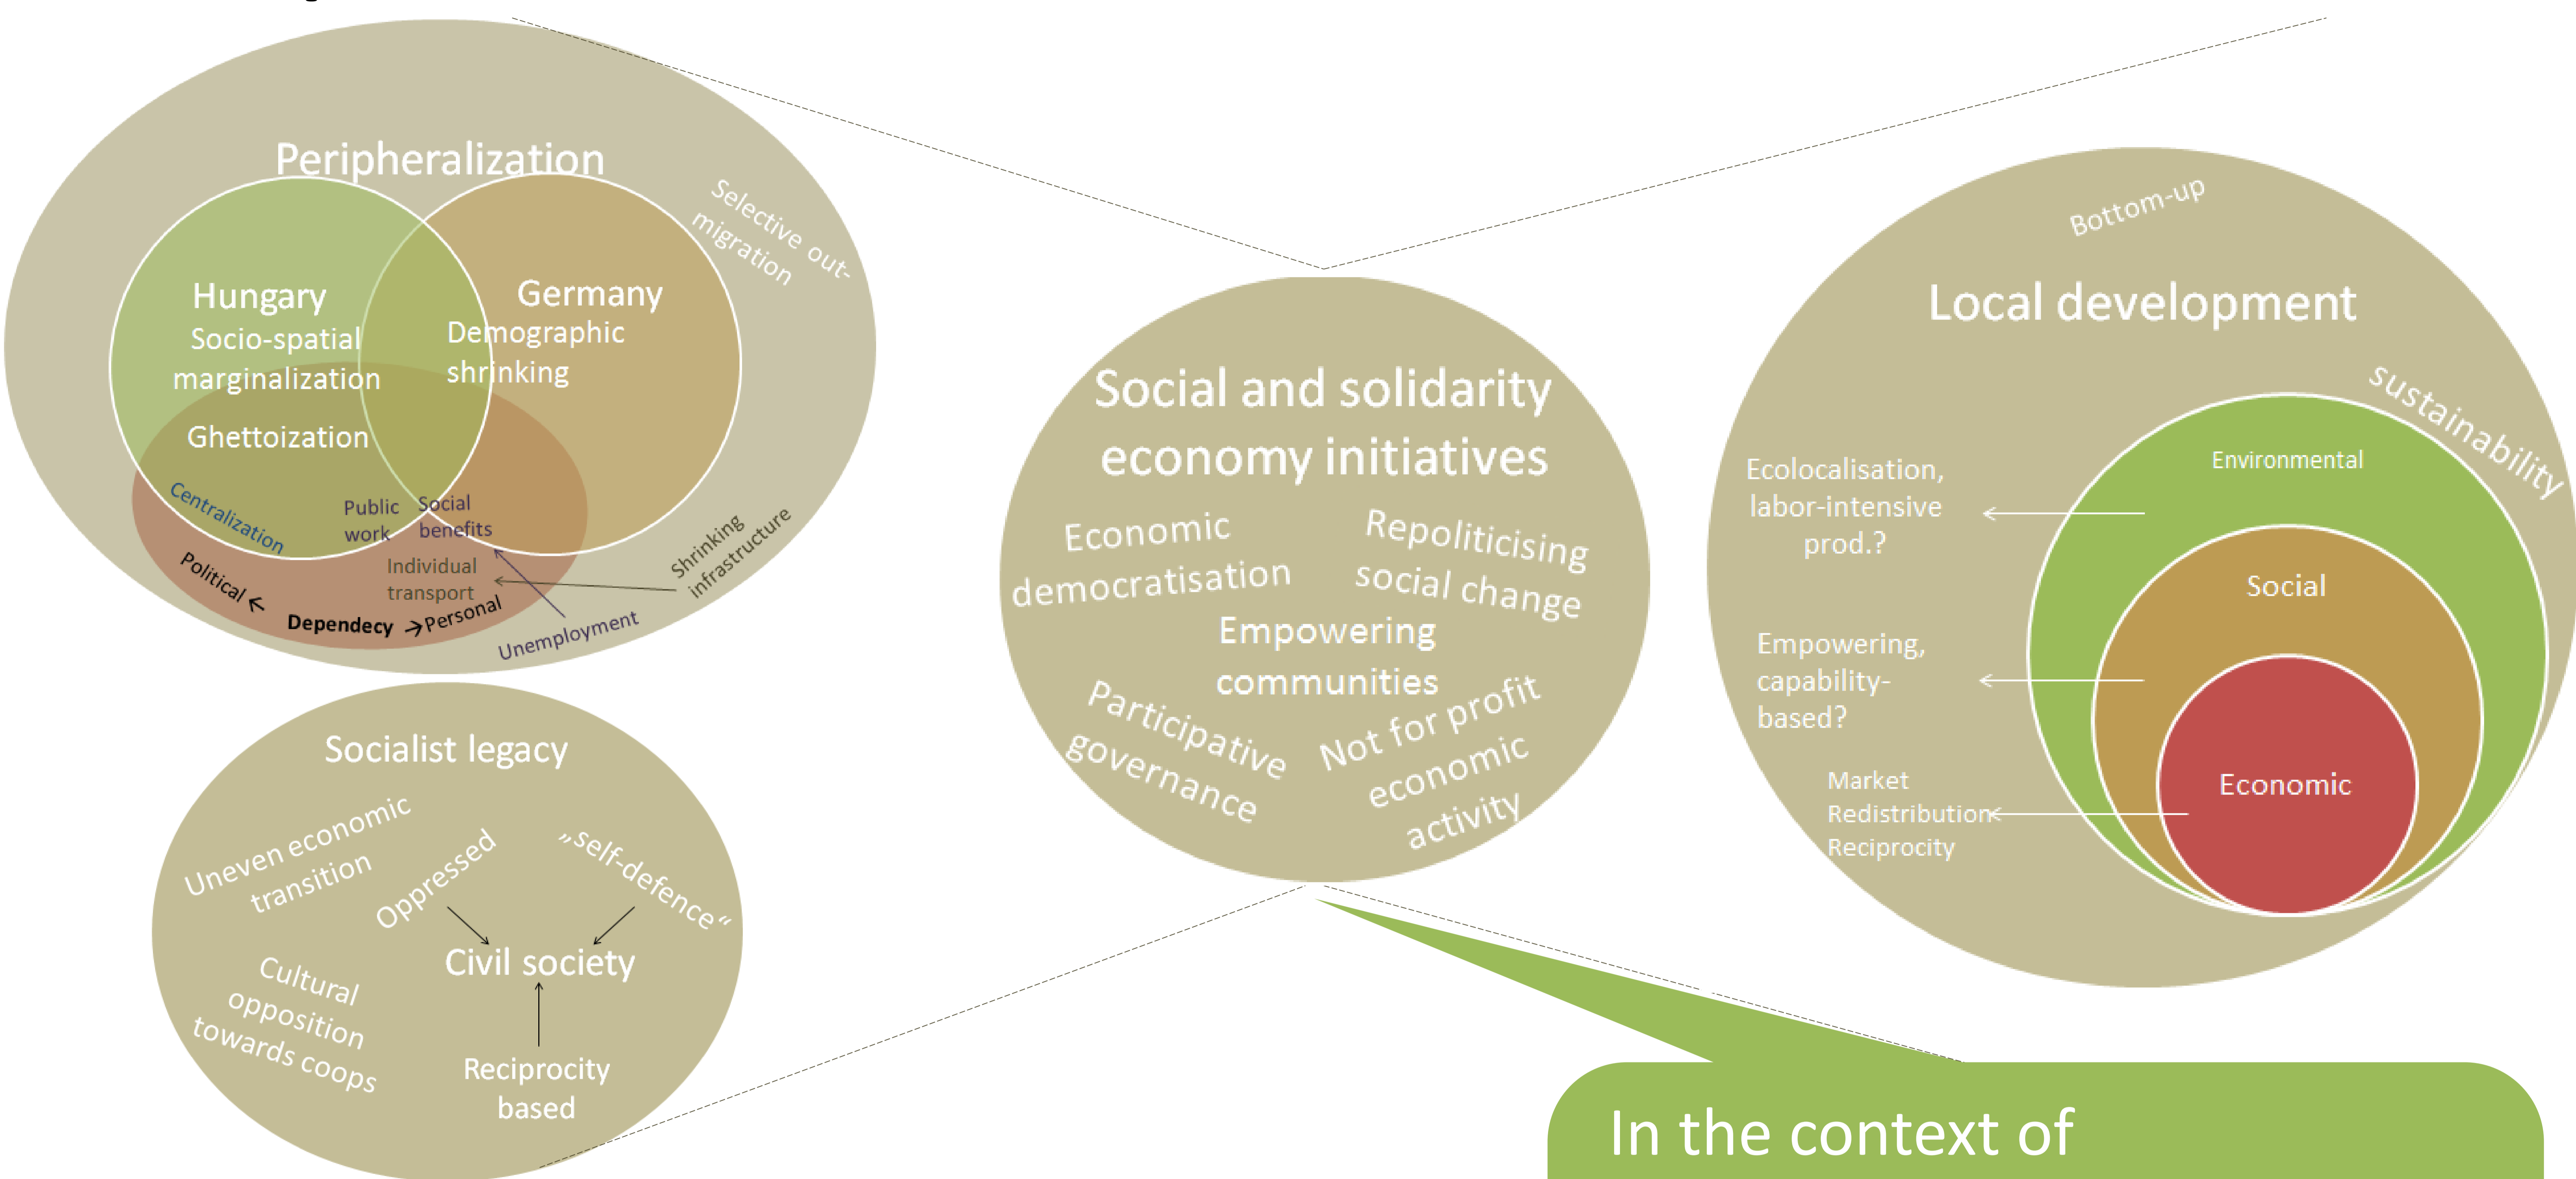 Peripheralization
Selective out-
migration
Hungary
Socio-spatial
marginalization
Ghettoization
Germany
Demographic
shrinking
Centralization
Public
work
Social
benefits
Individual
transport
Shrinking
infrastructure
Political ←
Dependecy → Personal
Unemployment
Socialist legacy
Uneven economic
transition
Oppressed
„self-defence“
Civil society
Cultural
opposition
towards coops
Reciprocity
based
Social and solidarity
economy initiatives
Economic
democratisation
Repoliticising
social change
Empowering
communities
Participative
governance
Not for profit
economic
activity
Bottom-up
Local development
sustainability
Environmental
Ecolocalisation,
labor-intensive
prod.?
Social
Empowering,
capability-
based?
Economic
Market
Redistribution
Reciprocity
In the context of